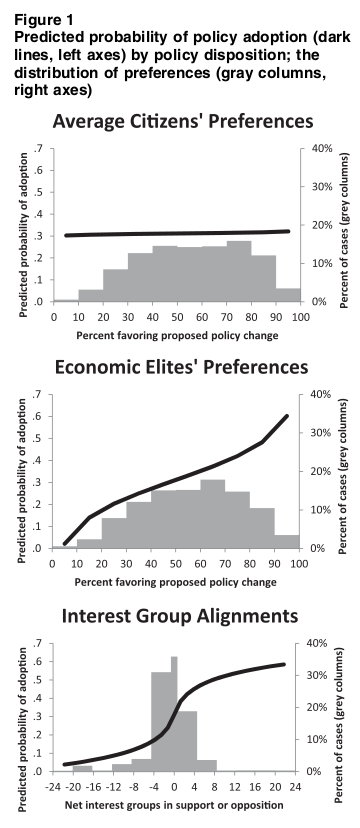 Figure 1
Predicted probability of policy adoption (dark
lines, left axes) by policy disposition; the
distribution of preferences (gray columns,
right axes)
Average Citizens' Preferences
Predicted probability of adoption
.7
.6
.5
.4
.3
.2
.1
.0
40%
30%
20%
10%
0%
Percent of cases (grey columns)
0 10 20 30 40 50 60 70 80 90 100
Percent favoring proposed policy change
Economic Elites' Preferences
Predicted probability of adoption
.7
.6
.5
.4
.3
.2
.1
.0
40%
30%
20%
10%
0%
Percent of cases (grey columns)
0 10 20 30 40 50 60 70 80 90 100
Percent favoring proposed policy change
Interest Group Alignments
Predicted probability of adoption
.7
.6
.5
.4
.3
.2
.1
.0
40%
30%
20%
10%
0%
Percent of cases (grey columns)
-24 -20 -16 -12 -8 -4 0 4 8 12 16 20 24
Net interest groups in support or opposition